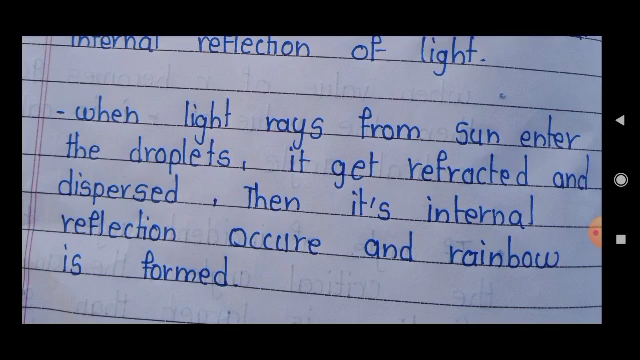 internal reflection of light.
- when light rays from sun enter
the droplets, it get refracted and
dispersed, Then it's internal
reflection occure and rainbow
is formed.